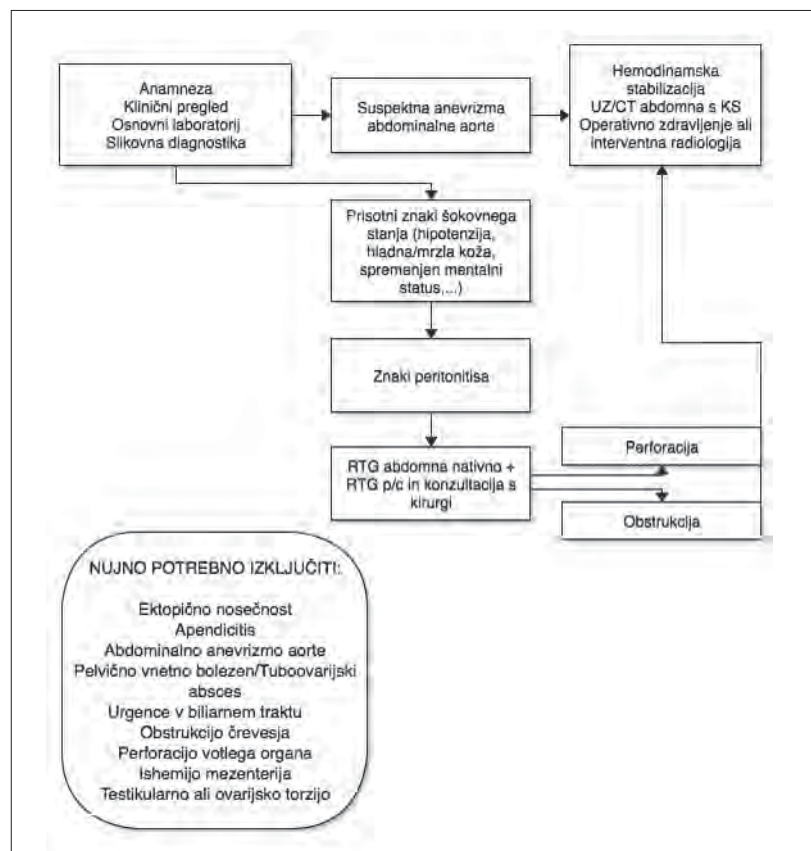 Anamneza
Klinični pregled
Osnovni laboratorij
Slikovna diagnostika
Suspektna anevrizma
abdominalne aorte
Hemodinamska
stabilizacija
UZ/CT abdomna s KS
Operativno zdravljenje ali
interventna radiologija
Prisotni znaki šokovnega
stanja (hipotenzija,
hladna/mrzla koža,
spremenjen mentalni
status,...)
Znaki peritonitisa
RTG abdomna nativno +
RTG p/c in konzultacija s
kirurgi
Perforacija
Obstrukcija
NUJNO POTREBNO IZKLJUČITI:
Ektopično nosečnost
Apendicitis
Abdominalno anevrizmo aorte
Pelvično vnetno bolezen/Tuboovarijski
absces
Urgence v biliarnem traktu
Obstrukcijo črevesja
Perforacijo votlega organa
Ishemijo mezenterija
Testikularno ali ovarijsko torzijo